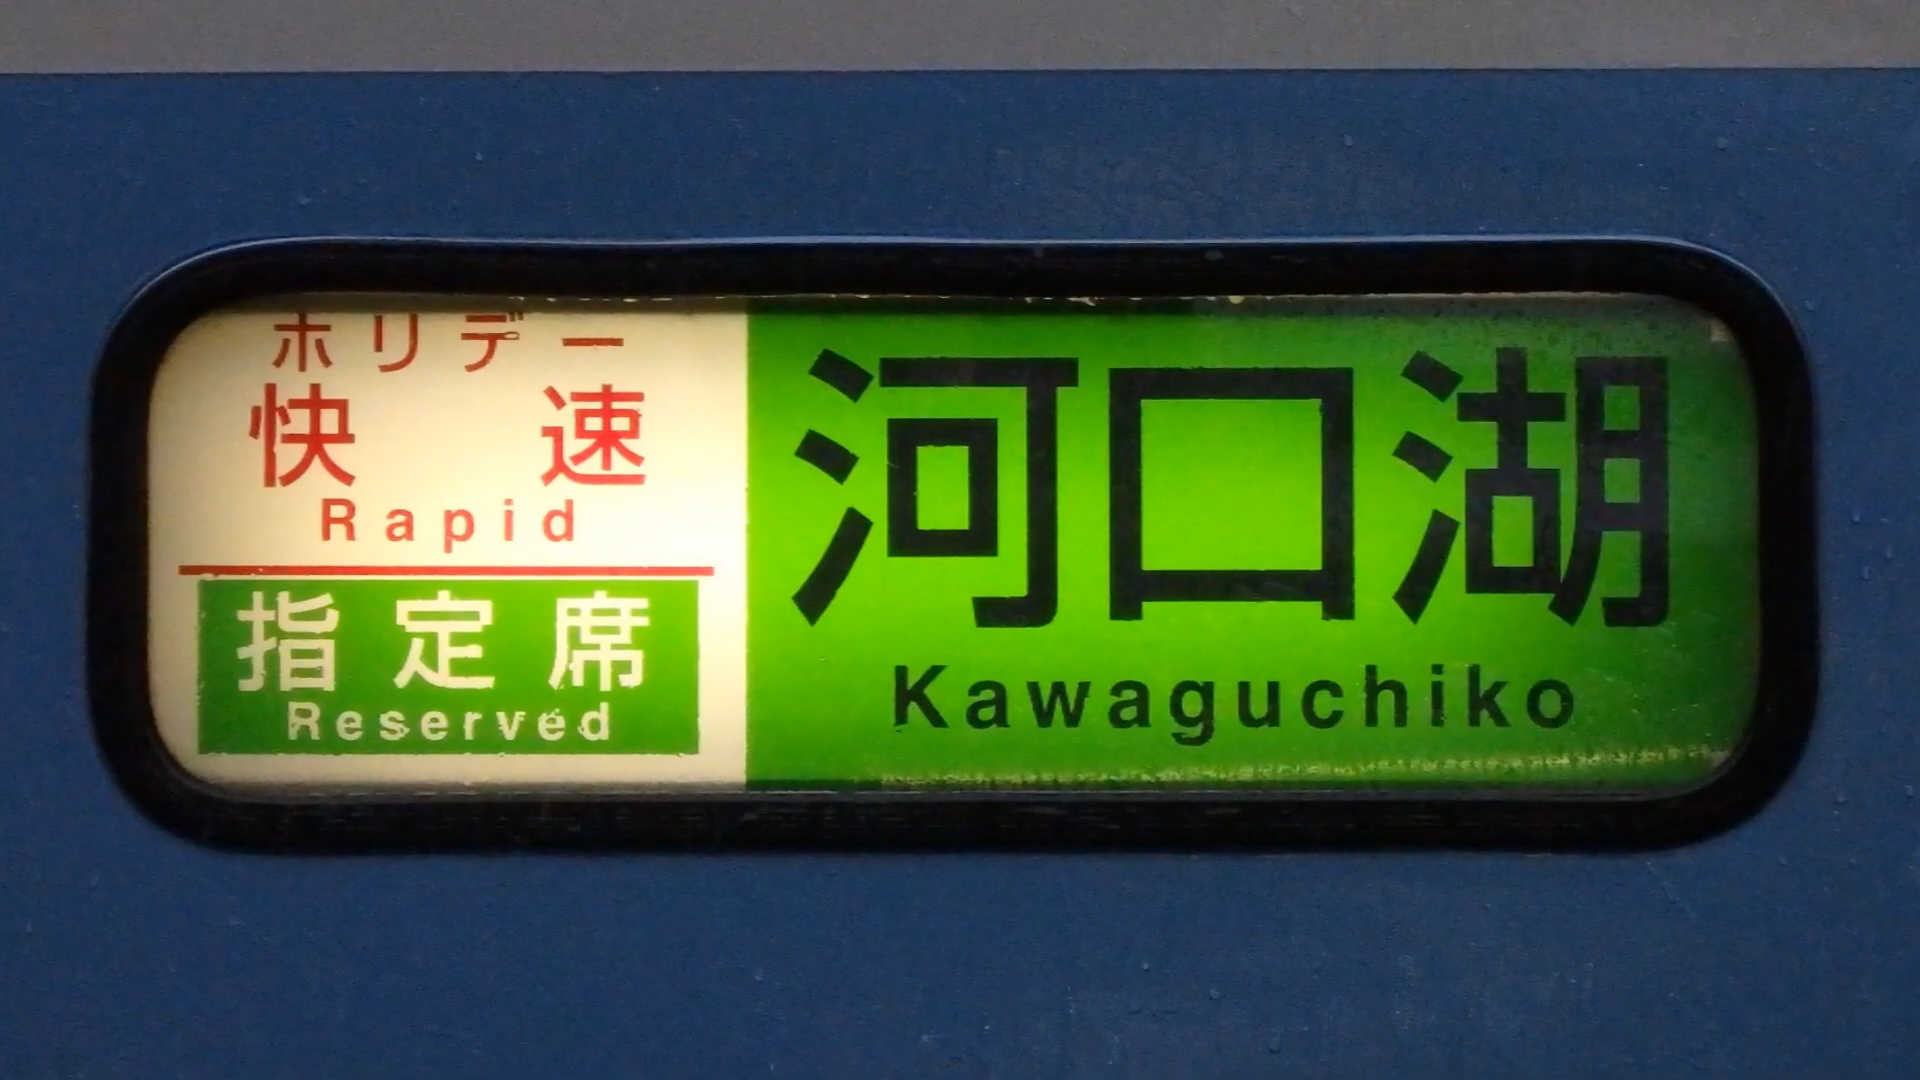 ホリデー
快速
Rapid
指定席
Reserved
河口湖
Kawaguchiko